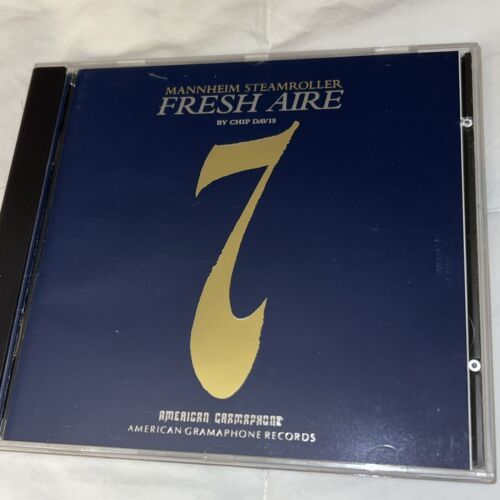 MANNHEIM STEAMROLLER
FRESH AIRE
BY CHIP DAVIS
7
AMERICAN GRAMAPHONE
AMERICAN GRAMAPHONE RECORDS